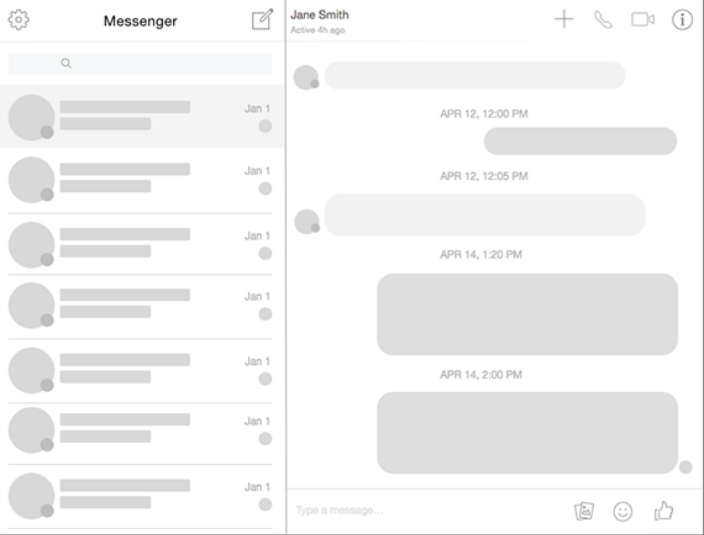 Messenger
Jan 1
Jan 1
Jan 1
Jan 1
Jan 1
Jan 1
Jan 1
Jane Smith
Active 4h ago
APR 12, 12:00 PM
APR 12, 12:05 PM
APR 14, 1:20 PM
APR 14, 2:00 PM
Type a message...